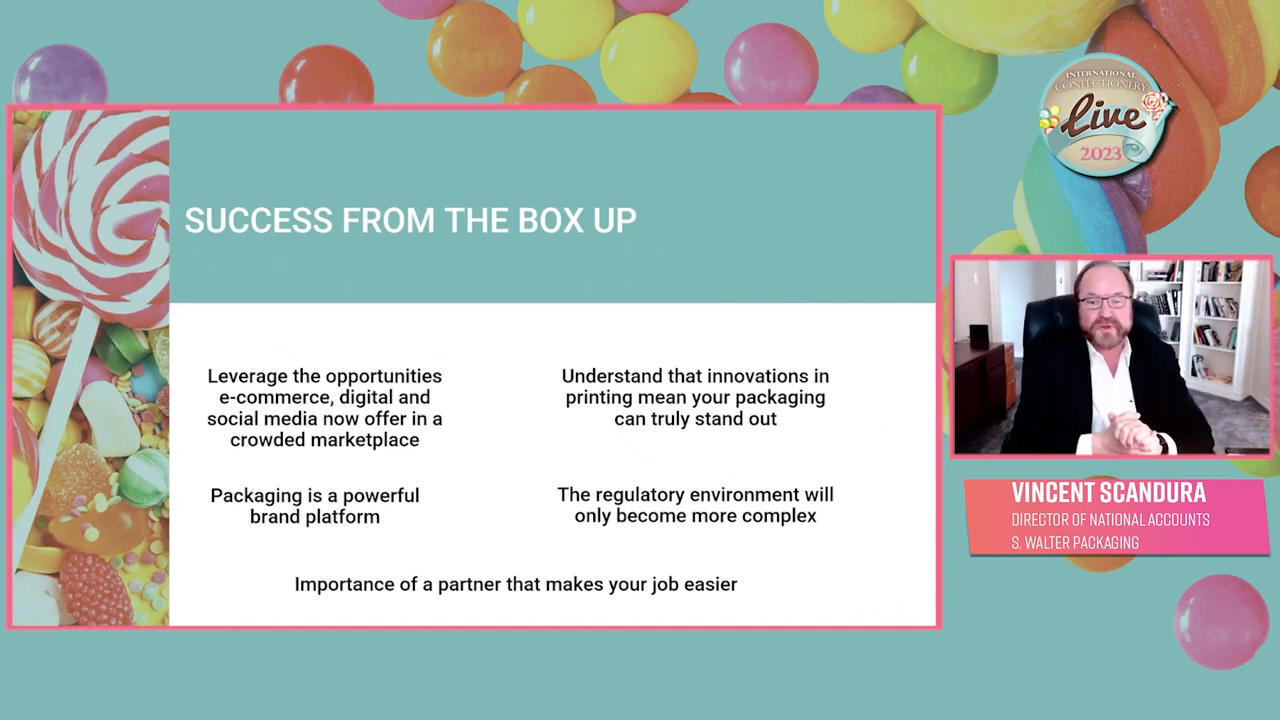 SUCCESS FROM THE BOX UP
Leverage the opportunities
e-commerce, digital and
social media now offer in a
crowded marketplace
Understand that innovations in
printing mean your packaging
can truly stand out
Packaging is a powerful
brand platform
The regulatory environment will
only become more complex
Importance of a partner that makes your job easier
INTERNATIONAL
CONFECTIONERY
Live
2023
VINCENT SCANDURA
DIRECTOR OF NATIONAL ACCOUNTS
S. WALTER PACKAGING